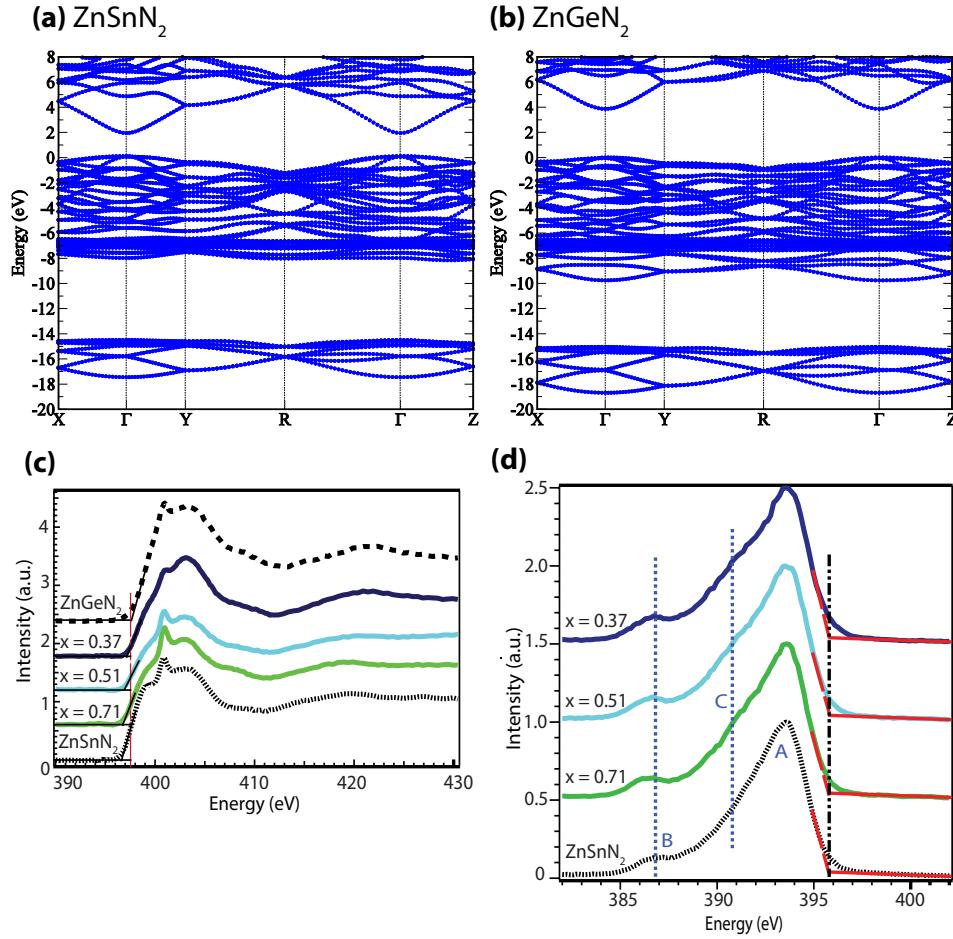 (a) ZnSnN2
(b) ZnGeN2
8
6
4
2
0
-2
-4
-6
-8
-10
-12
-14
-16
-18
-20
Energy (eV)
X Γ Y R Γ Z
8
6
4
2
0
-2
-4
-6
-8
-10
-12
-14
-16
-18
-20
Energy (eV)
X Γ Y R Γ Z
(c)
4
3
2
1
0
Intensity (a.u.)
ZnGeN2
x = 0.37
x = 0.51
x = 0.71
ZnSnN2
390 400 410 420 430
Energy (eV)
(d)
2.5
2.0
1.5
1.0
0.5
0
Intensity (a.u.)
x = 0.37
x = 0.51
C
A
x = 0.71
B
ZnSnN2
385 390 395 400
Energy (eV)